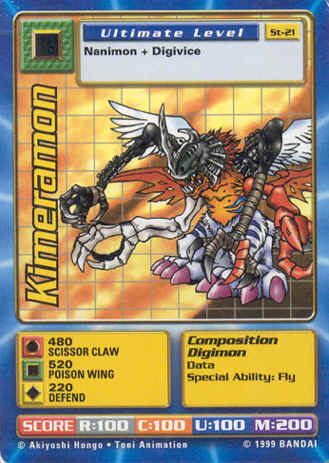 Ultimate Level
St-21
Nanimon + Digivice
Kimeramon
480
SCISSOR CLAW
520
POISON WING
220
DEFEND
Composition
Digimon
Data
Special Ability: Fly
SCORE R:100 C:100 U:100 M:200
© Akiyoshi Hongo • Toei Animation © 1999 BANDAI